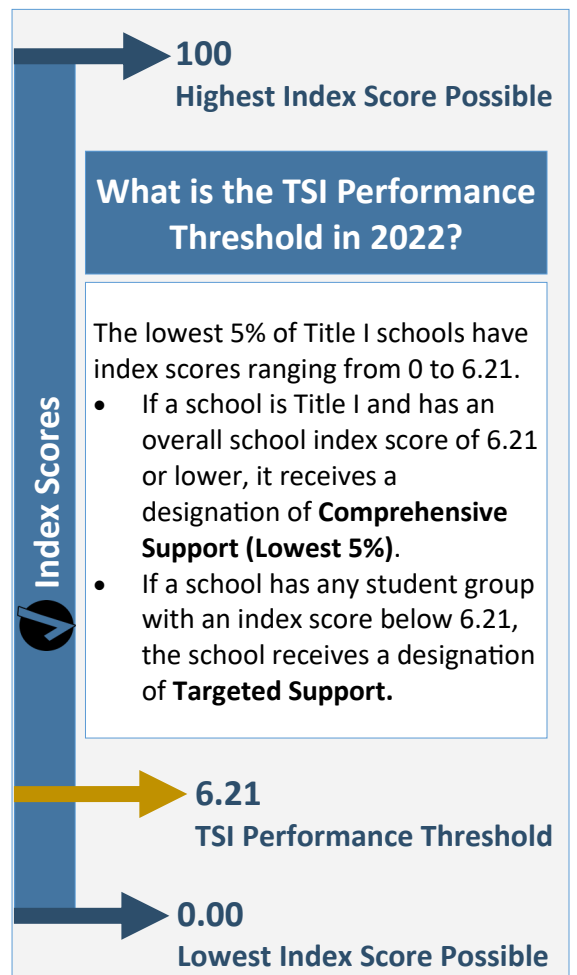 100
Highest Index Score Possible
What is the TSI Performance
Threshold in 2022?
The lowest 5% of Title I schools have
index scores ranging from 0 to 6.21.
• If a school is Title I and has an
overall school index score of 6.21
or lower, it receives a
designation of Comprehensive
Support (Lowest 5%).
• If a school has any student group
with an index score below 6.21,
the school receives a designation
of Targeted Support.
Index Scores
6.21
TSI Performance Threshold
0.00
Lowest Index Score Possible